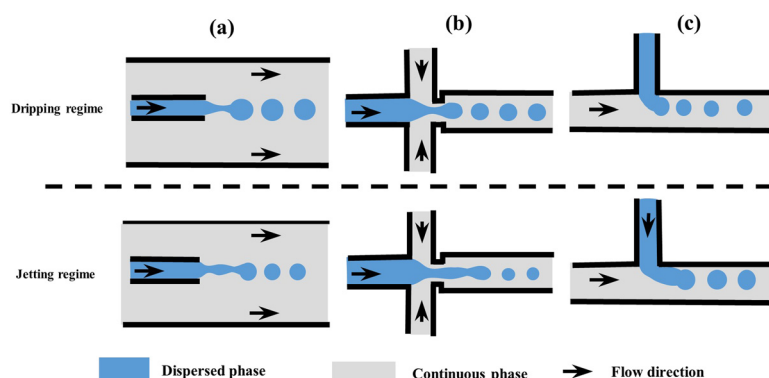 (a) (b) (c)
Dripping regime
Jetting regime
Dispersed phase Continuous phase Flow direction